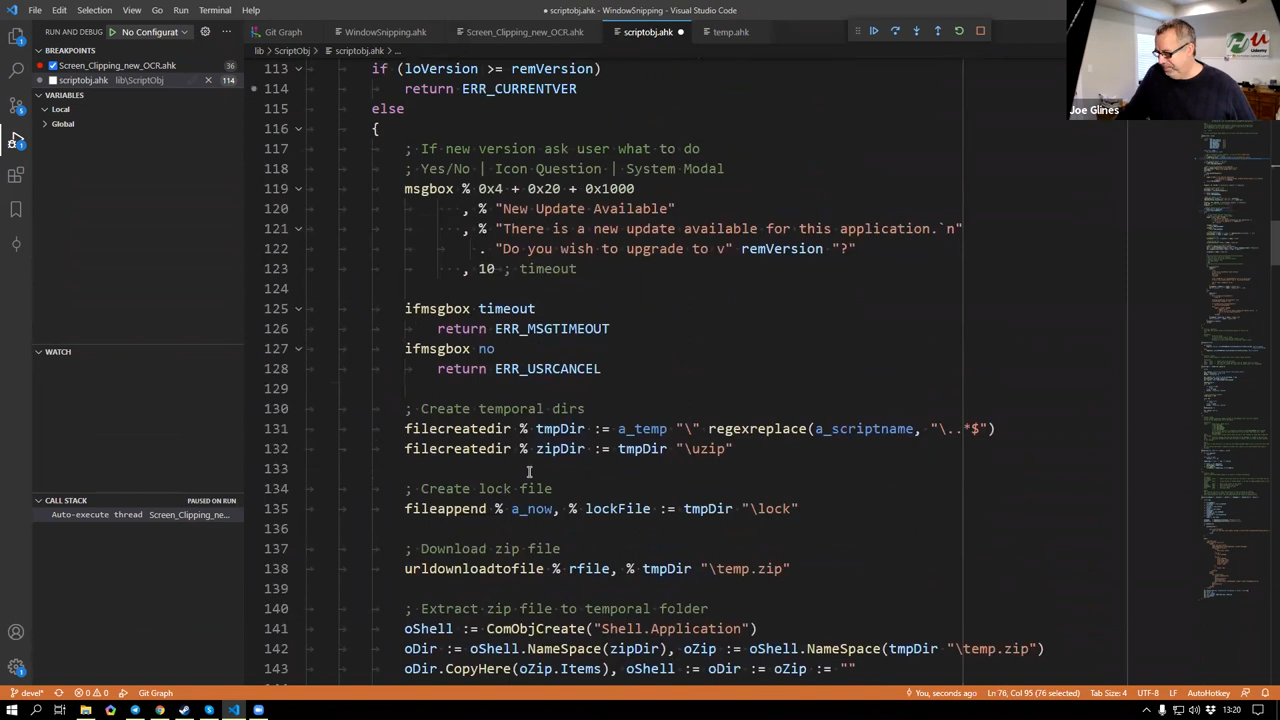 File Edit Selection View Go Run Terminal Help
scriptobj.ahk - WindowSnipping - Visual Studio Code
RUN AND DEBUG No Configurat
Git Graph WindowSnipping.ahk Screen_Clipping_new_OCR.ahk scriptobj.ahk temp.ahk
lib > ScriptObj > scriptobj.ahk > ...
BREAKPOINTS
Screen_Clipping_new_OCR.ahk 36
scriptobj.ahk lib\ScriptObj 114
VARIABLES
Local
Global
WATCH
CALL STACK PAUSED ON RUN
Auto-execute thread Screen_Clipping_ne...
113 if (loVersion >= remVersion)
114 return ERR_CURRENTVER
115 else
116 {
117 ; If new version ask user what to do
118 ; Yes/No | Icon Question | System Modal
119 msgbox % 0x4 + 0x20 + 0x1000
120 , % "New Update Available"
121 , % "There is a new update available for this application.`n"
122 . "Do you wish to upgrade to v" remVersion "?"
123 , 10 ; timeout
124
125 ifmsgbox timeout
126 return ERR_MSGTIMEOUT
127 ifmsgbox no
128 return ERR_USRCANCEL
129
130 ; Create temporal dirs
131 filecreatedir % tmpDir := a_temp "\" regexreplace(a_scriptname, "\..*$")
132 filecreatedir % zipDir := tmpDir "\uzip"
133
134 ; Create lock file
135 fileappend % a_now, % lockFile := tmpDir "\lock"
136
137 ; Download zip file
138 urldownloadtofile % rfile, % tmpDir "\temp.zip"
139
140 ; Extract zip file to temporal folder
141 oShell := ComObjCreate("Shell.Application")
142 oDir := oShell.NameSpace(zipDir), oZip := oShell.NameSpace(tmpDir "\temp.zip")
143 oDir.CopyHere(oZip.Items), oShell := oDir := oZip := ""
Joe Glines
Udemy
devel* 0 0 Git Graph
You, seconds ago Ln 76, Col 95 (76 selected) Tab Size: 4 UTF-8 LF AutoHotkey
13:20